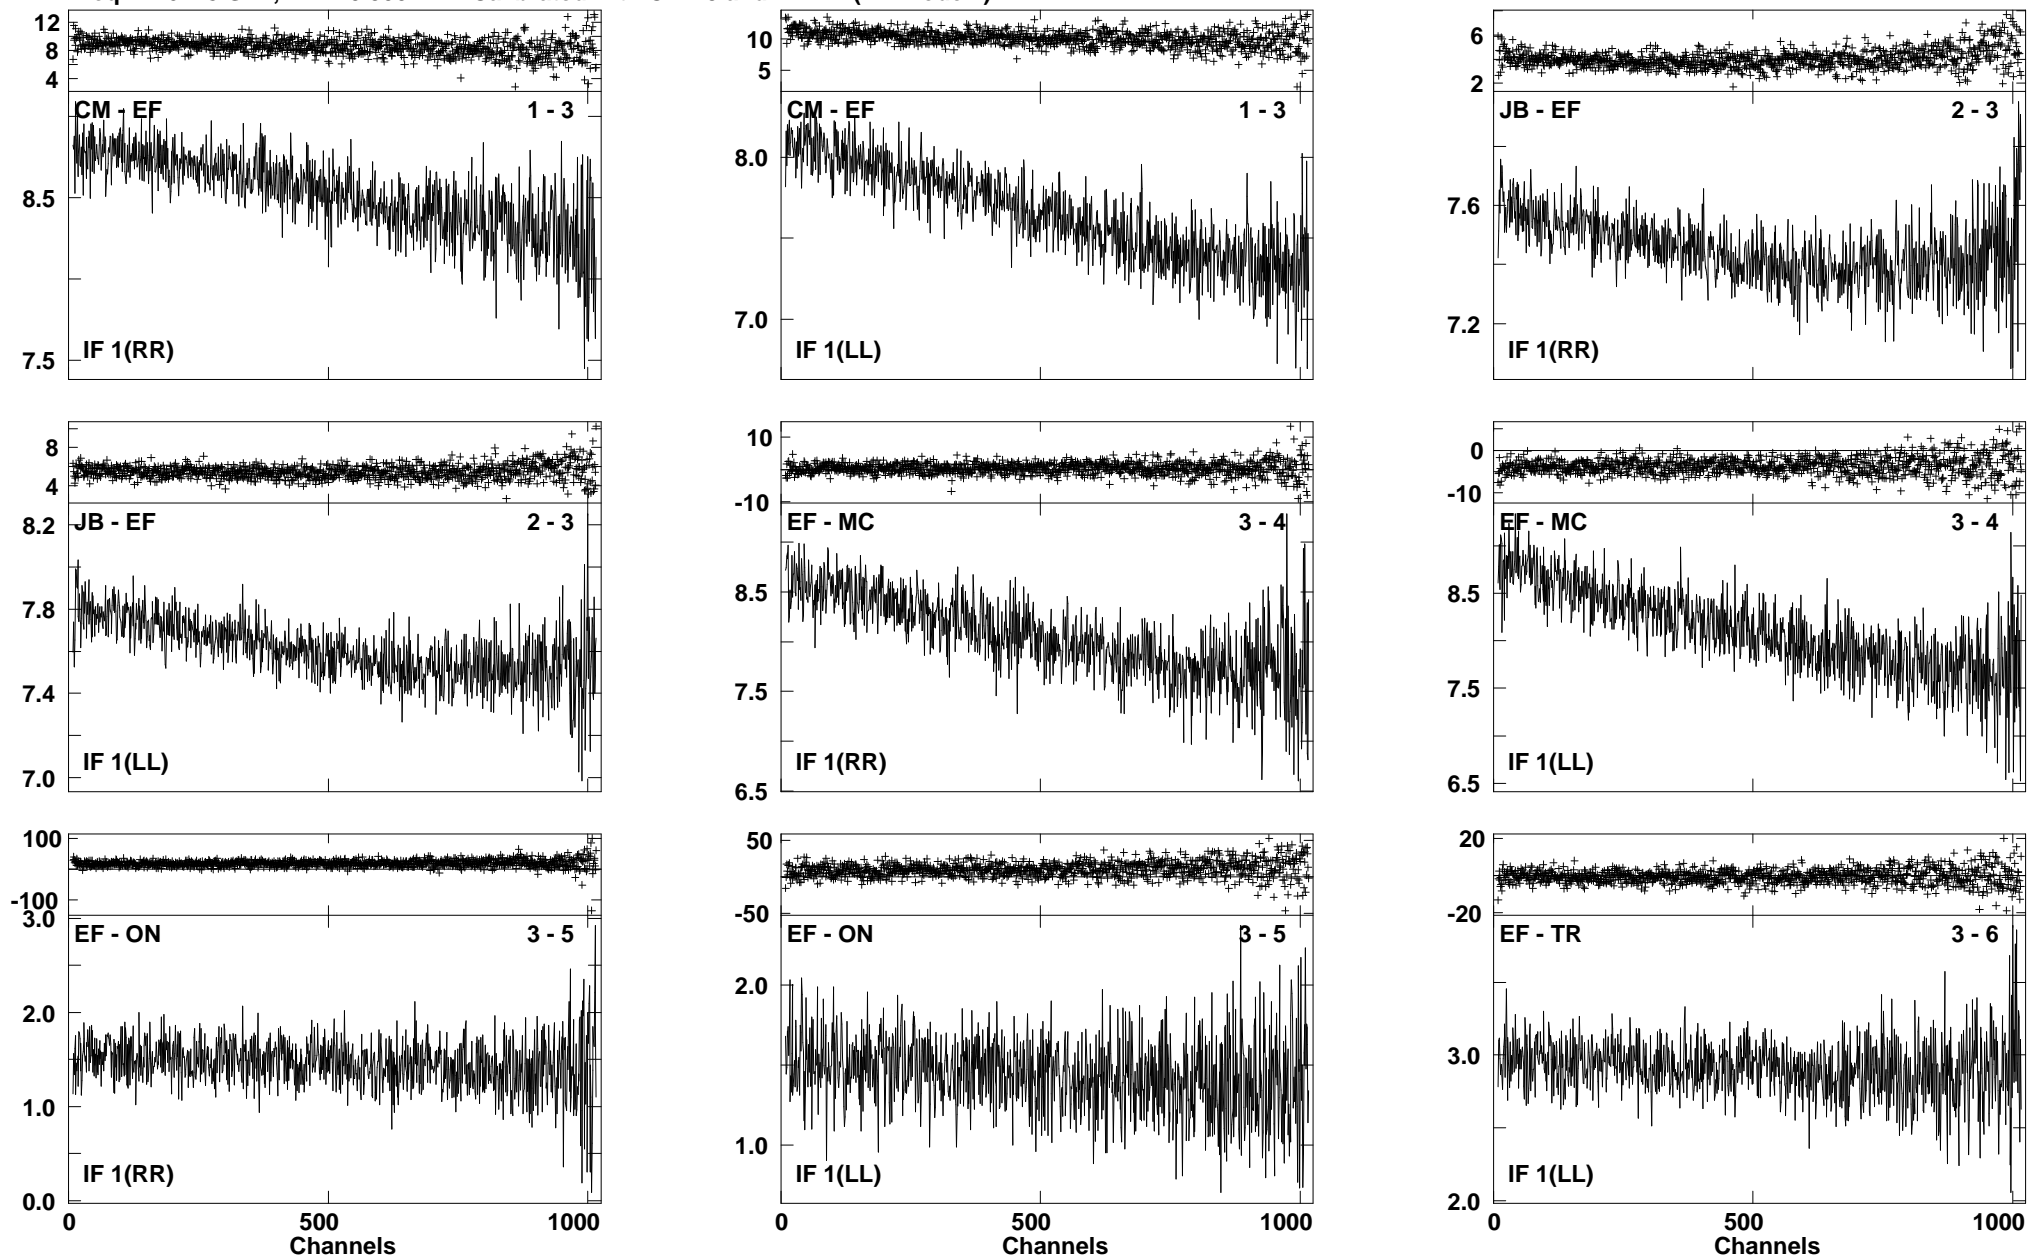 12
8
4
CM - EF
1 - 3
8.5
7.5
IF 1(RR)
10
5
CM - EF
1 - 3
8.0
7.0
IF 1(LL)
6
2
JB - EF
2 - 3
7.6
7.2
IF 1(RR)
8
4
8.2
JB - EF
2 - 3
7.8
7.4
7.0
IF 1(LL)
10
-10
EF - MC
3 - 4
8.5
7.5
6.5
IF 1(RR)
0
-10
EF - MC
3 - 4
8.5
7.5
6.5
IF 1(LL)
100
-100
3.0
EF - ON
3 - 5
2.0
1.0
0.0
IF 1(RR)
0
500
1000
Channels
50
-50
EF - ON
3 - 5
2.0
1.0
IF 1(LL)
0
500
1000
Channels
20
-20
EF - TR
3 - 6
3.0
2.0
IF 1(LL)
0
500
1000
Channels